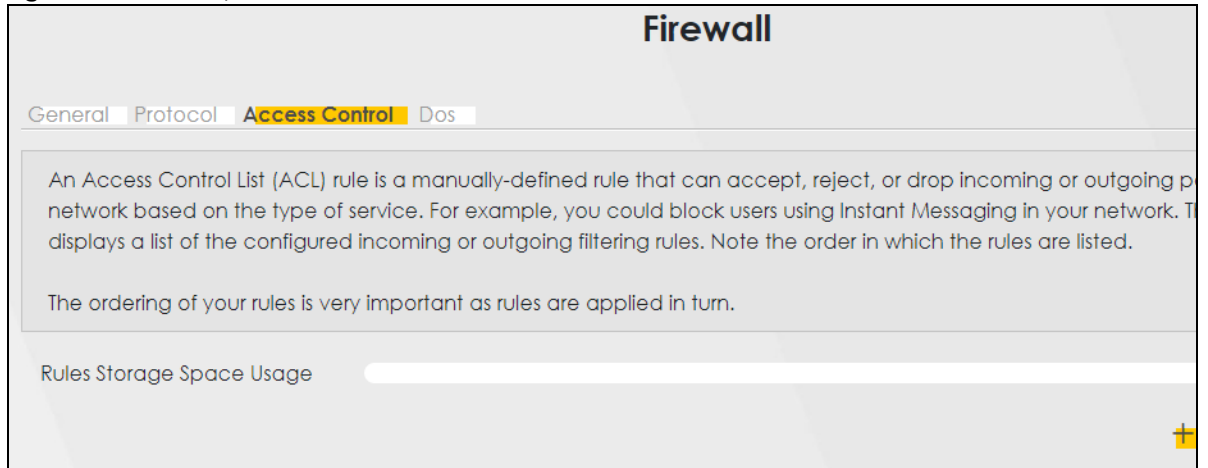 Firewall
General Protocol Access Control Dos
An Access Control List (ACL) rule is a manually-defined rule that can accept, reject, or drop incoming or outgoing
network based on the type of service. For example, you could block users using Instant Messaging in your network.
displays a list of the configured incoming or outgoing filtering rules. Note the order in which the rules are listed.
The ordering of your rules is very important as rules are applied in turn.
Rules Storage Space Usage
+